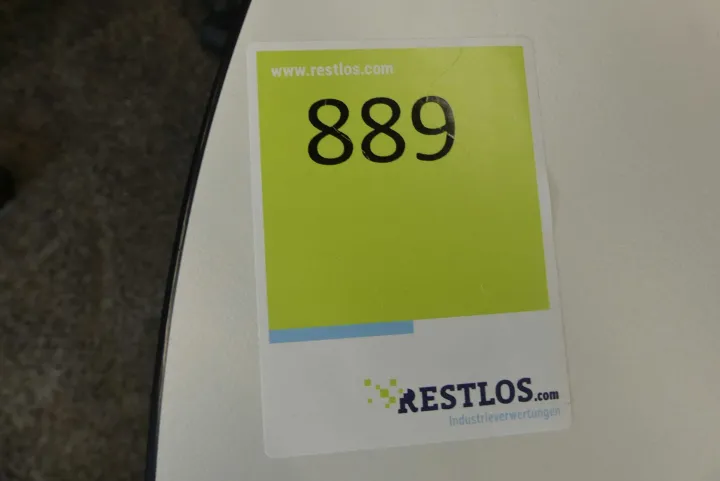 www.restlos.com
889
RESTLOS.com
Industrieverwertungen